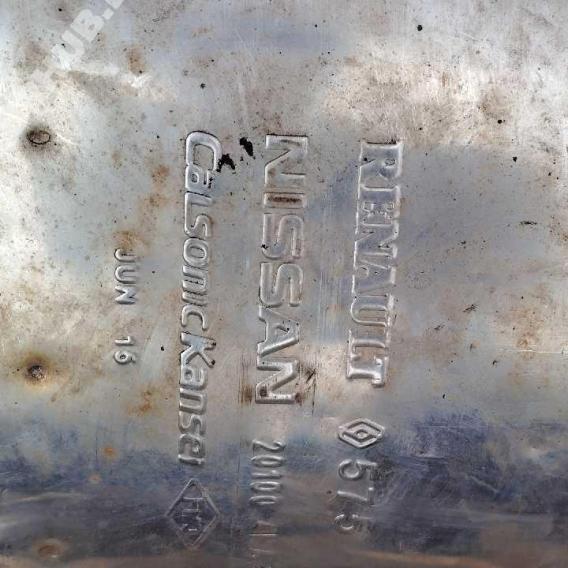 RENAULT 575
NISSAN 20100
CalsonicKansei
JUN 16